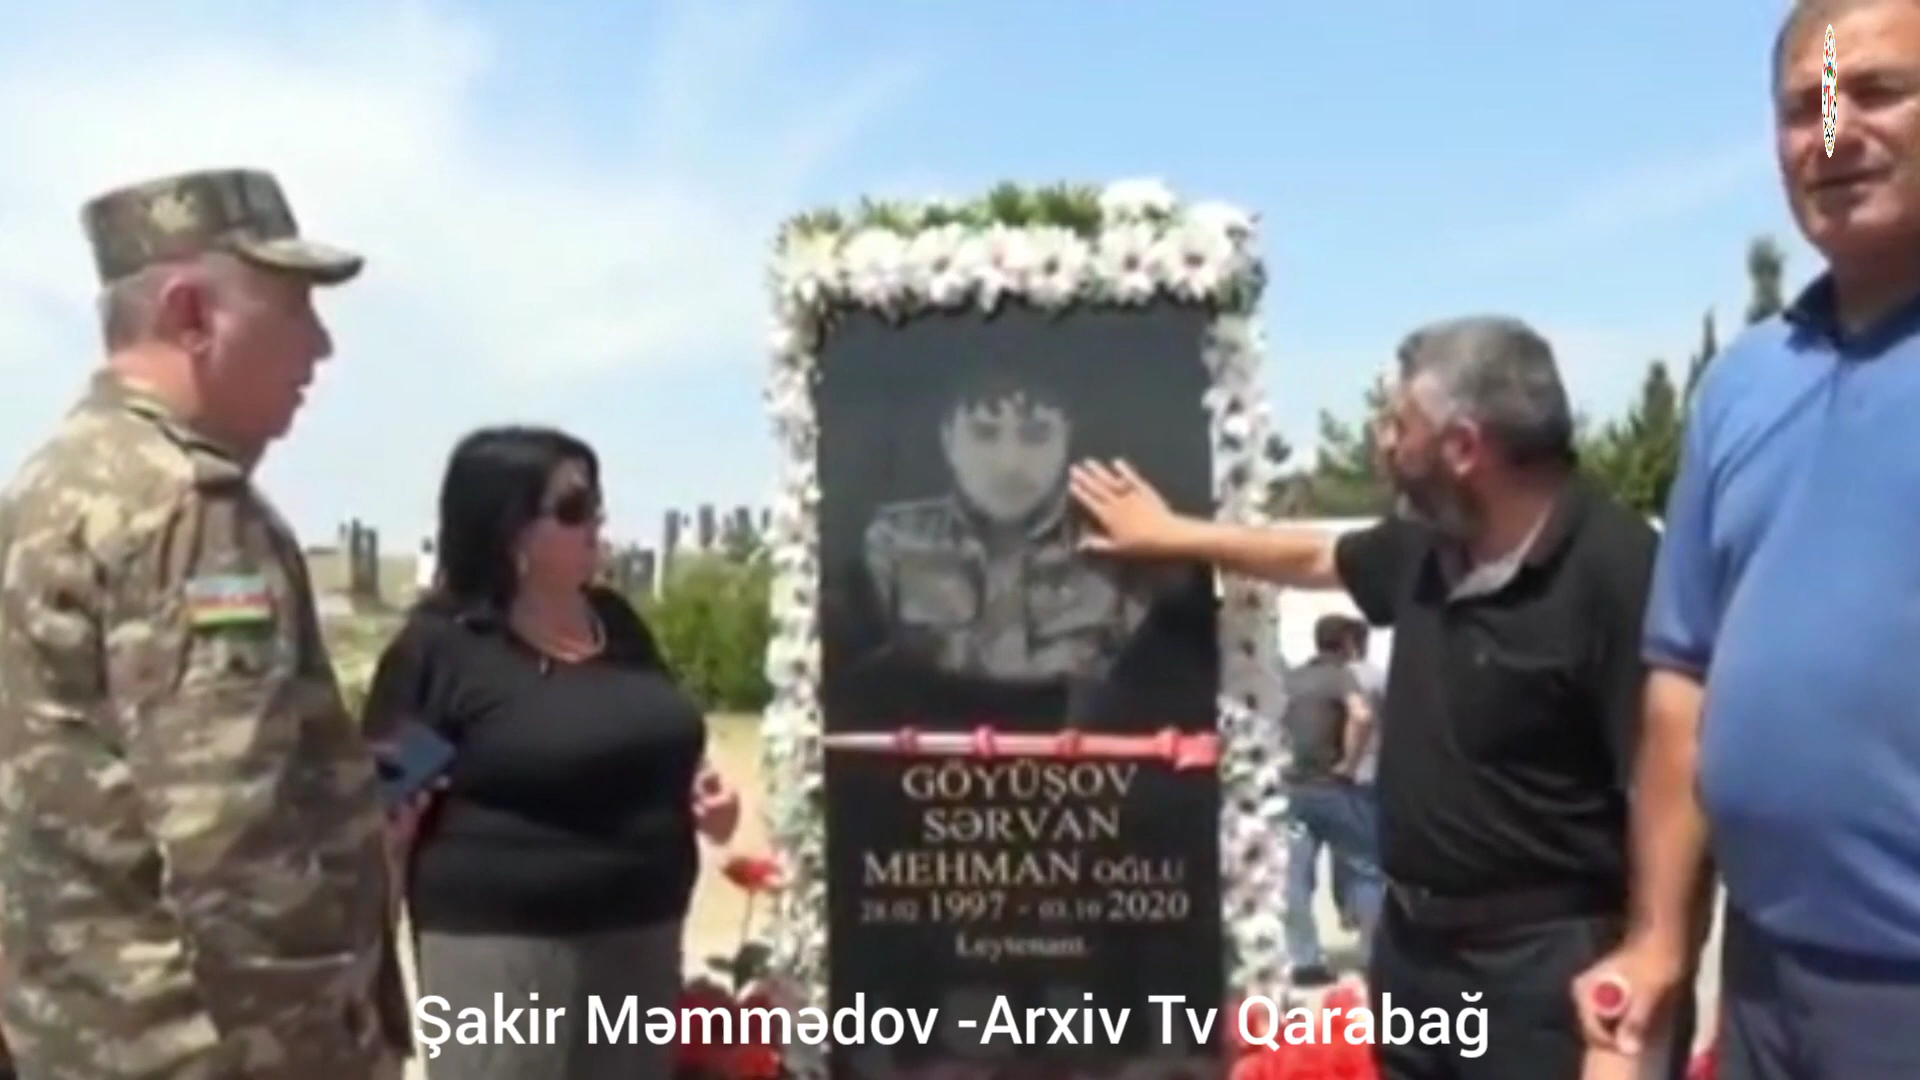 GÖYÜŞOV
SƏRVAN
MEHMAN OĞLU
28.02 1997 - 03.10 2020
Leytenant
Şakir Məmmədov -Arxiv Tv Qarabağ